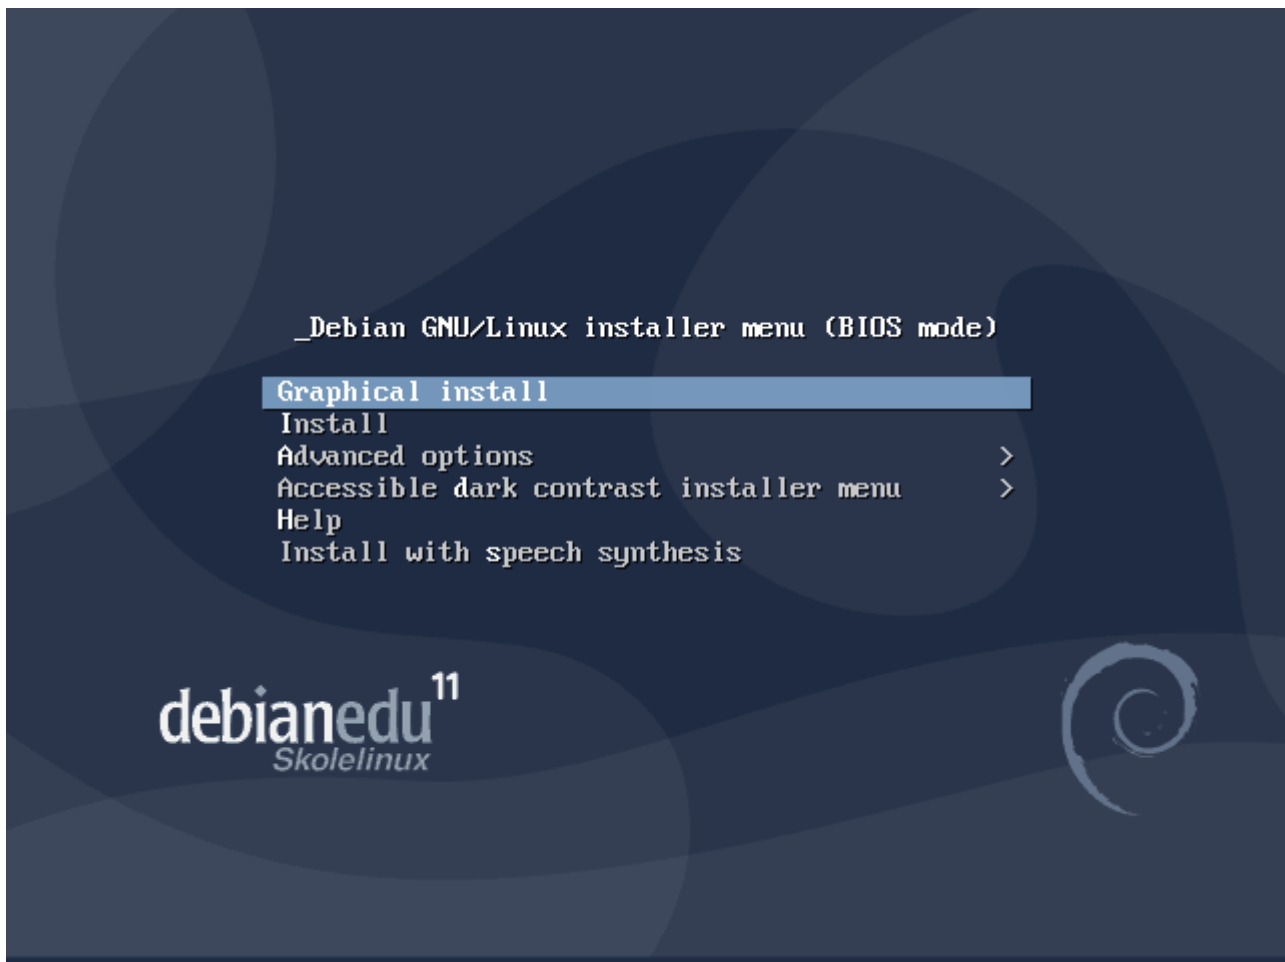 _Debian GNU/Linux installer menu (BIOS mode)
Graphical install
Install
Advanced options >
Accessible dark contrast installer menu >
Help
Install with speech synthesis
debianedu 11
Skolelinux